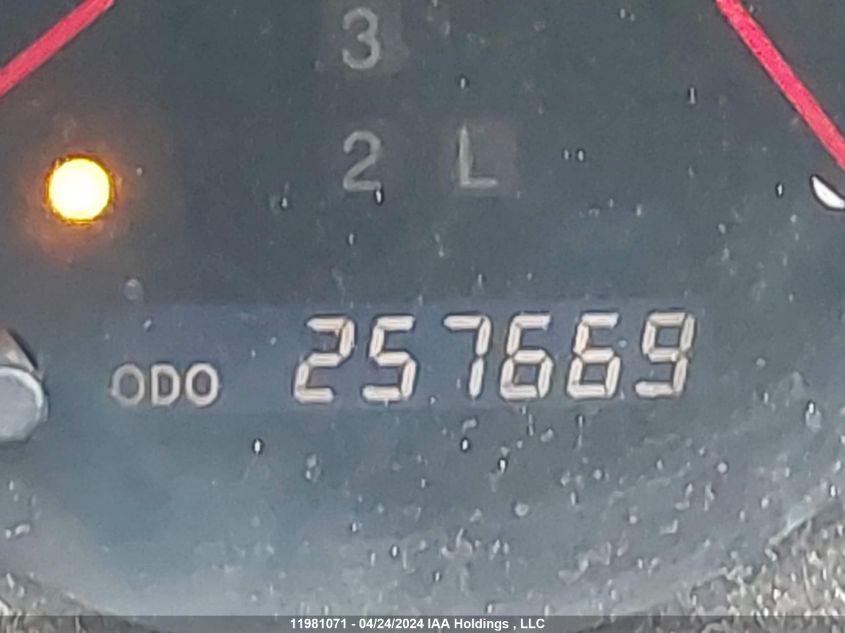 3
2 L
ODO 257669
11981071 - 04/24/2024 IAA Holdings , LLC